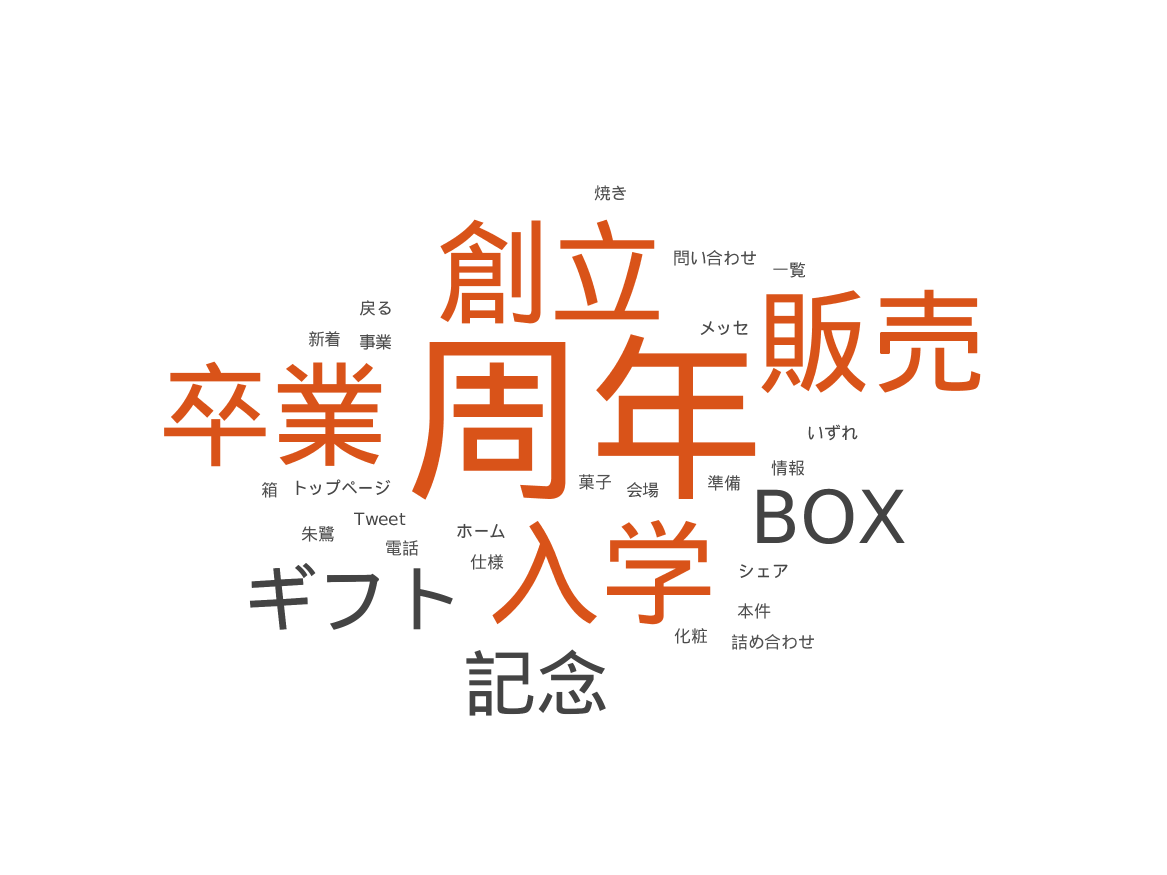 焼き
創立
問い合わせ
一覧
戻る
販売
メッセ
新着
事業
周年
卒業
いずれ
情報
菓子
準備
箱
トップページ
会場
BOX
Tweet
朱鷺
ホーム
電話
入学
仕様
シェア
ギフト
本件
化粧
詰め合わせ
記念